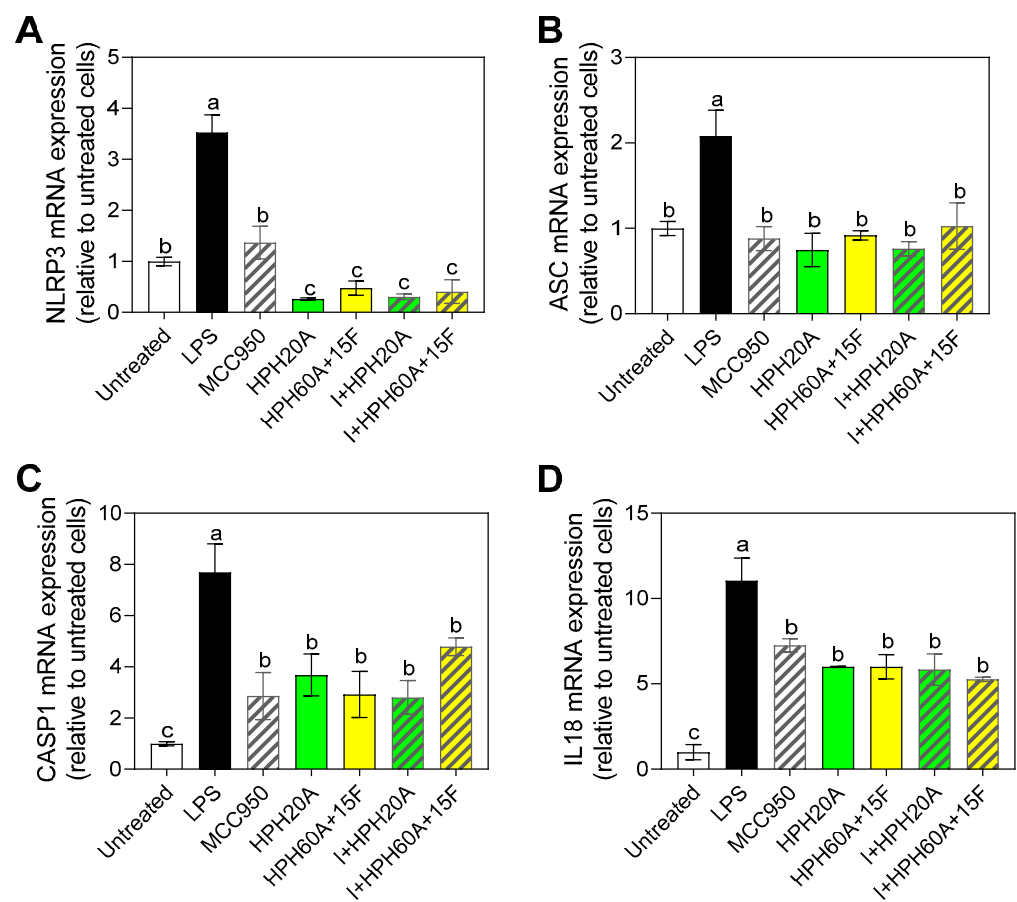 A
NLRP3 mRNA expression
(relative to untreated cells)
5
4
3
2
1
0
b
a
b
c
c
c
c
Untreated
LPS
MCC950
HPH20A
HPH60A+15F
I+HPH20A
I+HPH60A+15F
B
ASC mRNA expression
(relative to untreated cells)
3
2
1
0
b
a
b
b
b
b
b
Untreated
LPS
MCC950
HPH20A
HPH60A+15F
I+HPH20A
I+HPH60A+15F
C
CASP1 mRNA expression
(relative to untreated cells)
10
8
6
4
2
0
c
a
b
b
b
b
b
Untreated
LPS
MCC950
HPH20A
HPH60A+15F
I+HPH20A
I+HPH60A+15F
D
IL18 mRNA expression
(relative to untreated cells)
15
10
5
0
c
a
b
b
b
b
b
Untreated
LPS
MCC950
HPH20A
HPH60A+15F
I+HPH20A
I+HPH60A+15F